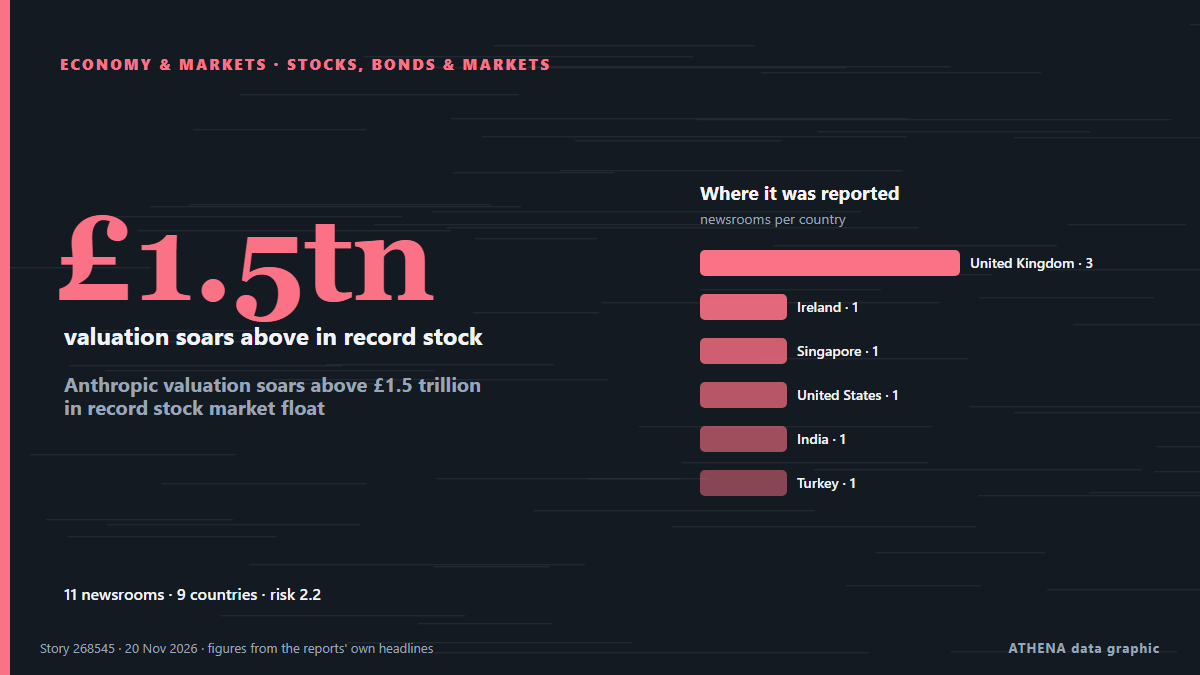 ECONOMY & MARKETS · STOCKS, BONDS & MARKETS
£1.5tn
valuation soars above in record stock
Anthropic valuation soars above £1.5 trillion
in record stock market float
11 newsrooms · 9 countries · risk 2.2
Where it was reported
newsrooms per country
United Kingdom · 3
Ireland · 1
Singapore · 1
United States · 1
India · 1
Turkey · 1
Story 268545 · 20 Nov 2026 · figures from the reports' own headlines
ATHENA data graphic